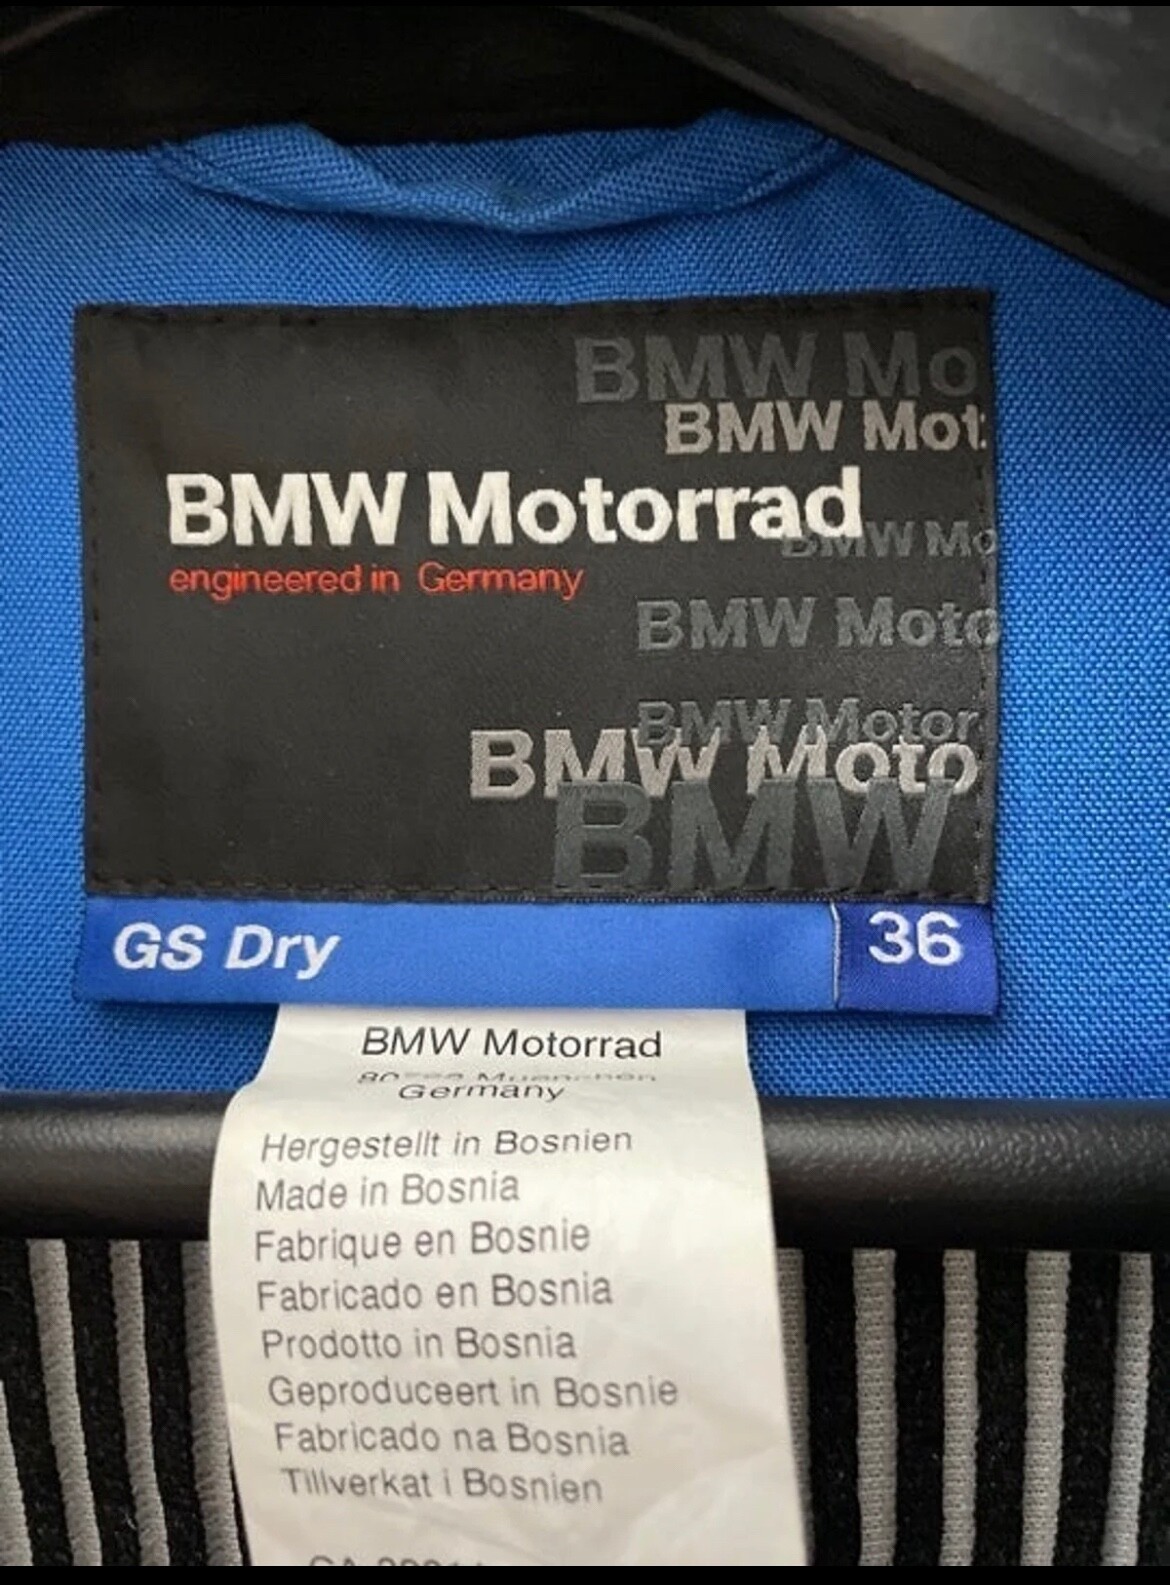 BMW Mo
BMW Mot
BMW Motorrad
BMW Mo
engineered in Germany
BMW Moto
BMW Motor
BMW Moto
BMW
GS Dry
36
BMW Motorrad
Germany
Hergestellt in Bosnien
Made in Bosnia
Fabrique en Bosnie
Fabricado en Bosnia
Prodotto in Bosnia
Geproduceert in Bosnie
Fabricado na Bosnia
Tillverkat i Bosnien